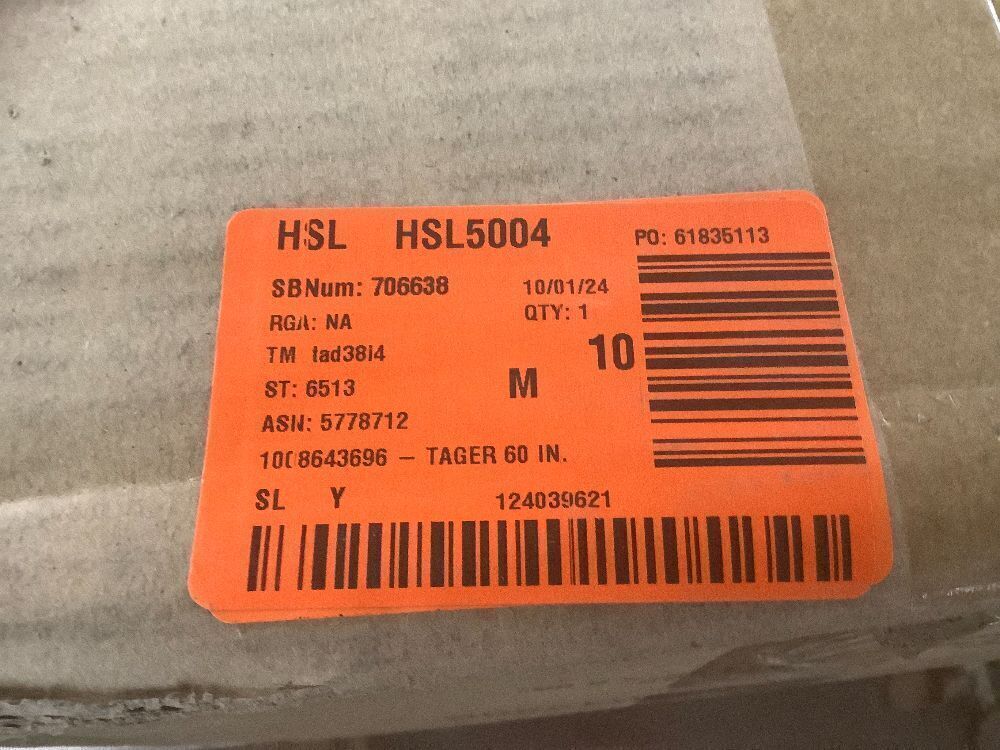 HSL HSL5004
PO: 61835113
SBNum: 706638
10/01/24
RGA: NA
QTY: 1
TM tad38l4
10
ST: 6513
M
ASN: 5778712
1008643696 – TAGER 60 IN.
SL Y
124039621